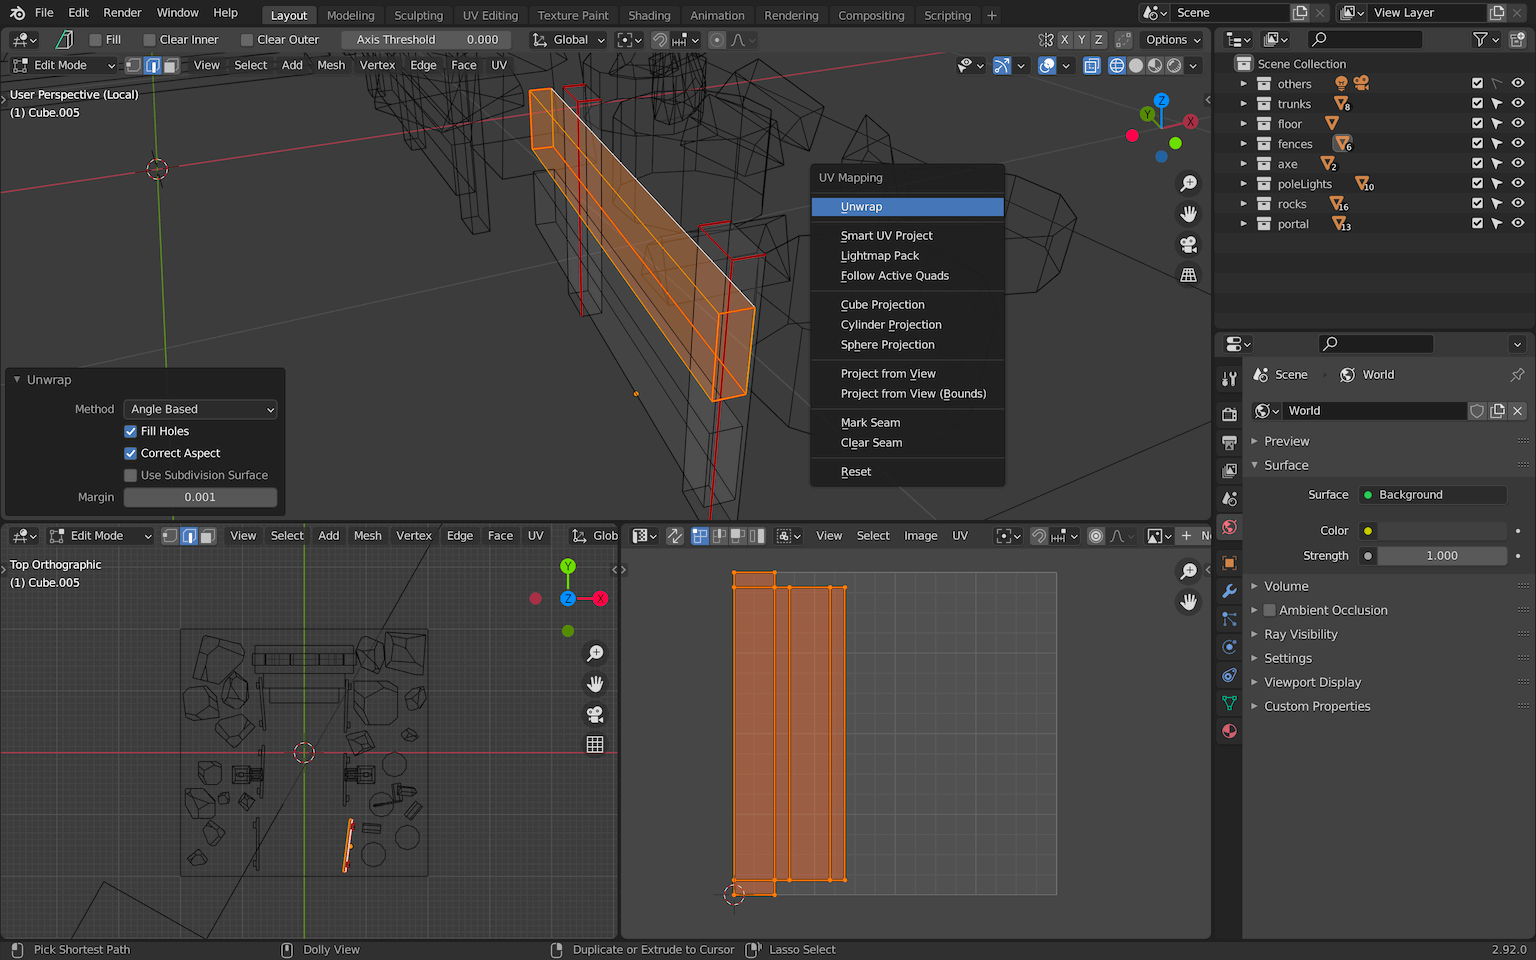 File Edit Render Window Help Layout Modeling Sculpting UV Editing Texture Paint Shading Animation Rendering Compositing Scripting + Scene View Layer
Fill Clear Inner Clear Outer Axis Threshold 0.000 Global X Y Z Options
Edit Mode View Select Add Mesh Vertex Edge Face UV
User Perspective (Local)
(1) Cube.005
Z
Y
X
UV Mapping
Unwrap
Smart UV Project
Lightmap Pack
Follow Active Quads
Cube Projection
Cylinder Projection
Sphere Projection
Project from View
Project from View (Bounds)
Mark Seam
Clear Seam
Reset
Unwrap
Method Angle Based
Fill Holes
Correct Aspect
Use Subdivision Surface
Margin 0.001
Scene Collection
others
trunks 8
floor
fences 6
axe 2
poleLights 10
rocks 16
portal 13
Scene World
World
Preview
Surface
Surface Background
Color
Strength 1.000
Volume
Ambient Occlusion
Ray Visibility
Settings
Viewport Display
Custom Properties
Edit Mode View Select Add Mesh Vertex Edge Face UV Glob
Top Orthographic
(1) Cube.005
Y
Z
X
View Select Image UV + N
Pick Shortest Path Dolly View Duplicate or Extrude to Cursor Lasso Select 2.92.0